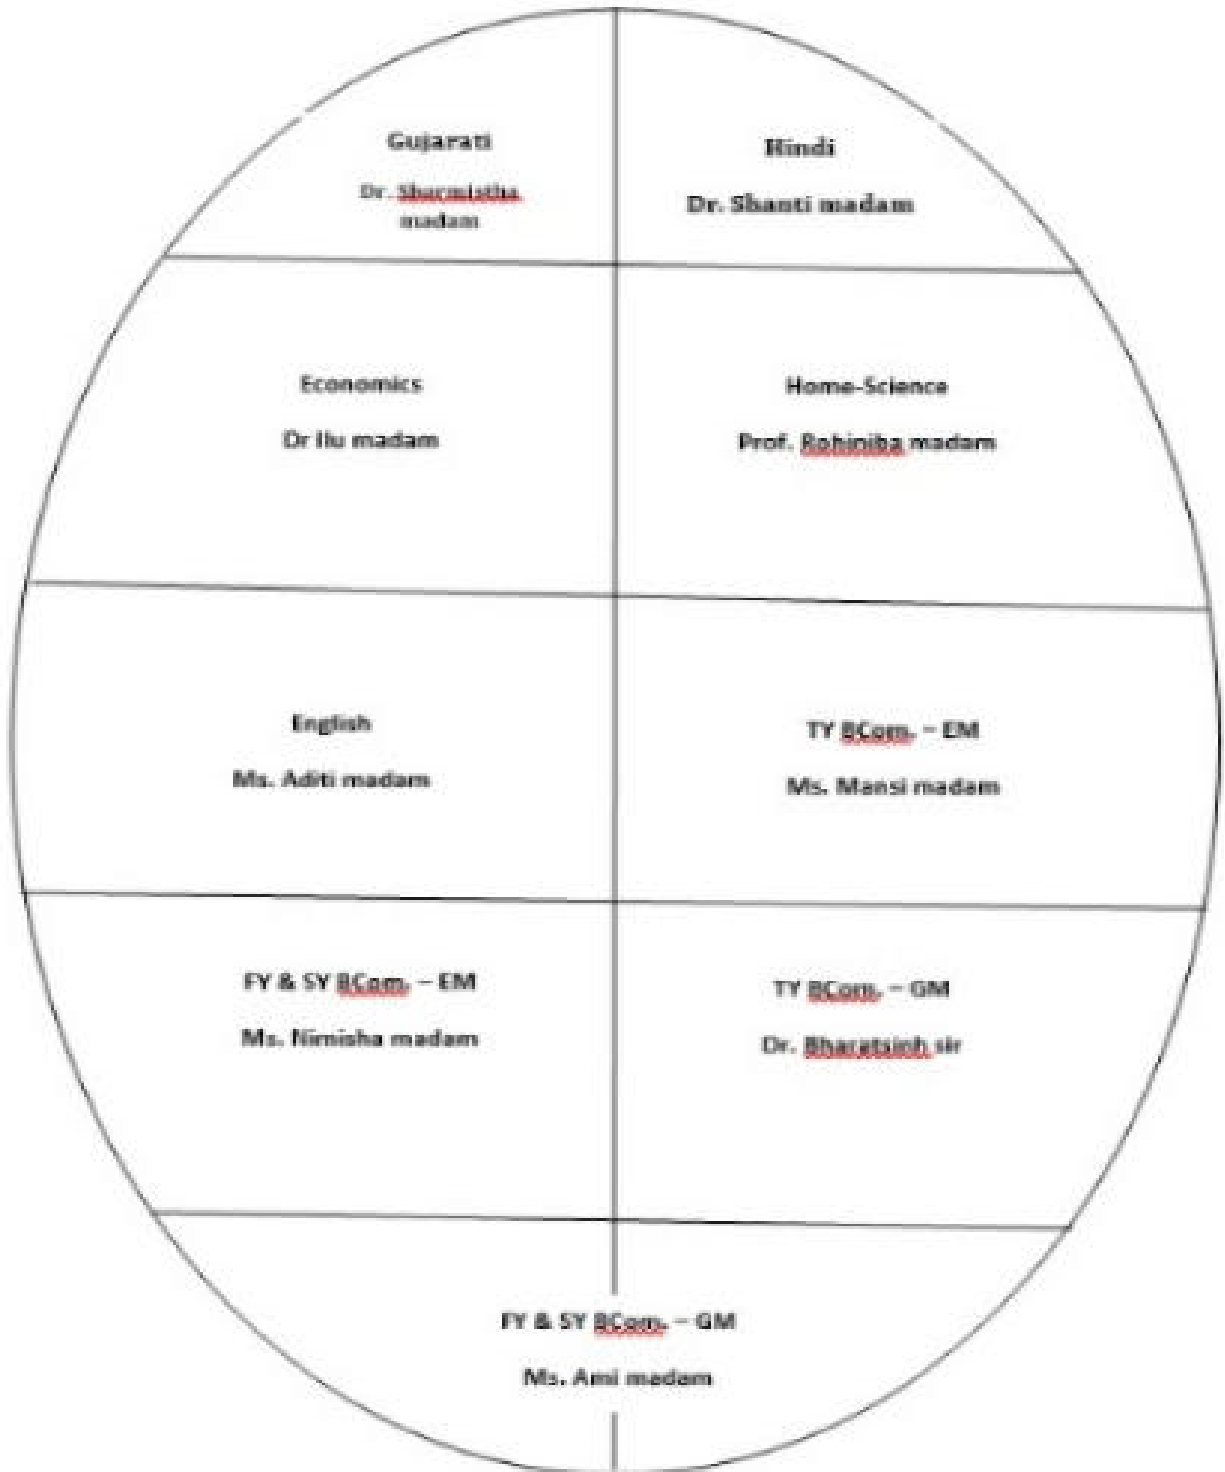 Gujarati
Dr. Sharmistha
madam
Hindi
Dr. Shanti madam
Economics
Dr Ilu madam
Home-Science
Prof. Rohiniba madam
English
Ms. Aditi madam
TY BCom. – EM
Ms. Mansi madam
FY & SY BCom. – EM
Ms. Nimisha madam
TY BCom. – GM
Dr. Bharatsinh sir
FY & SY BCom. – GM
Ms. Ami madam